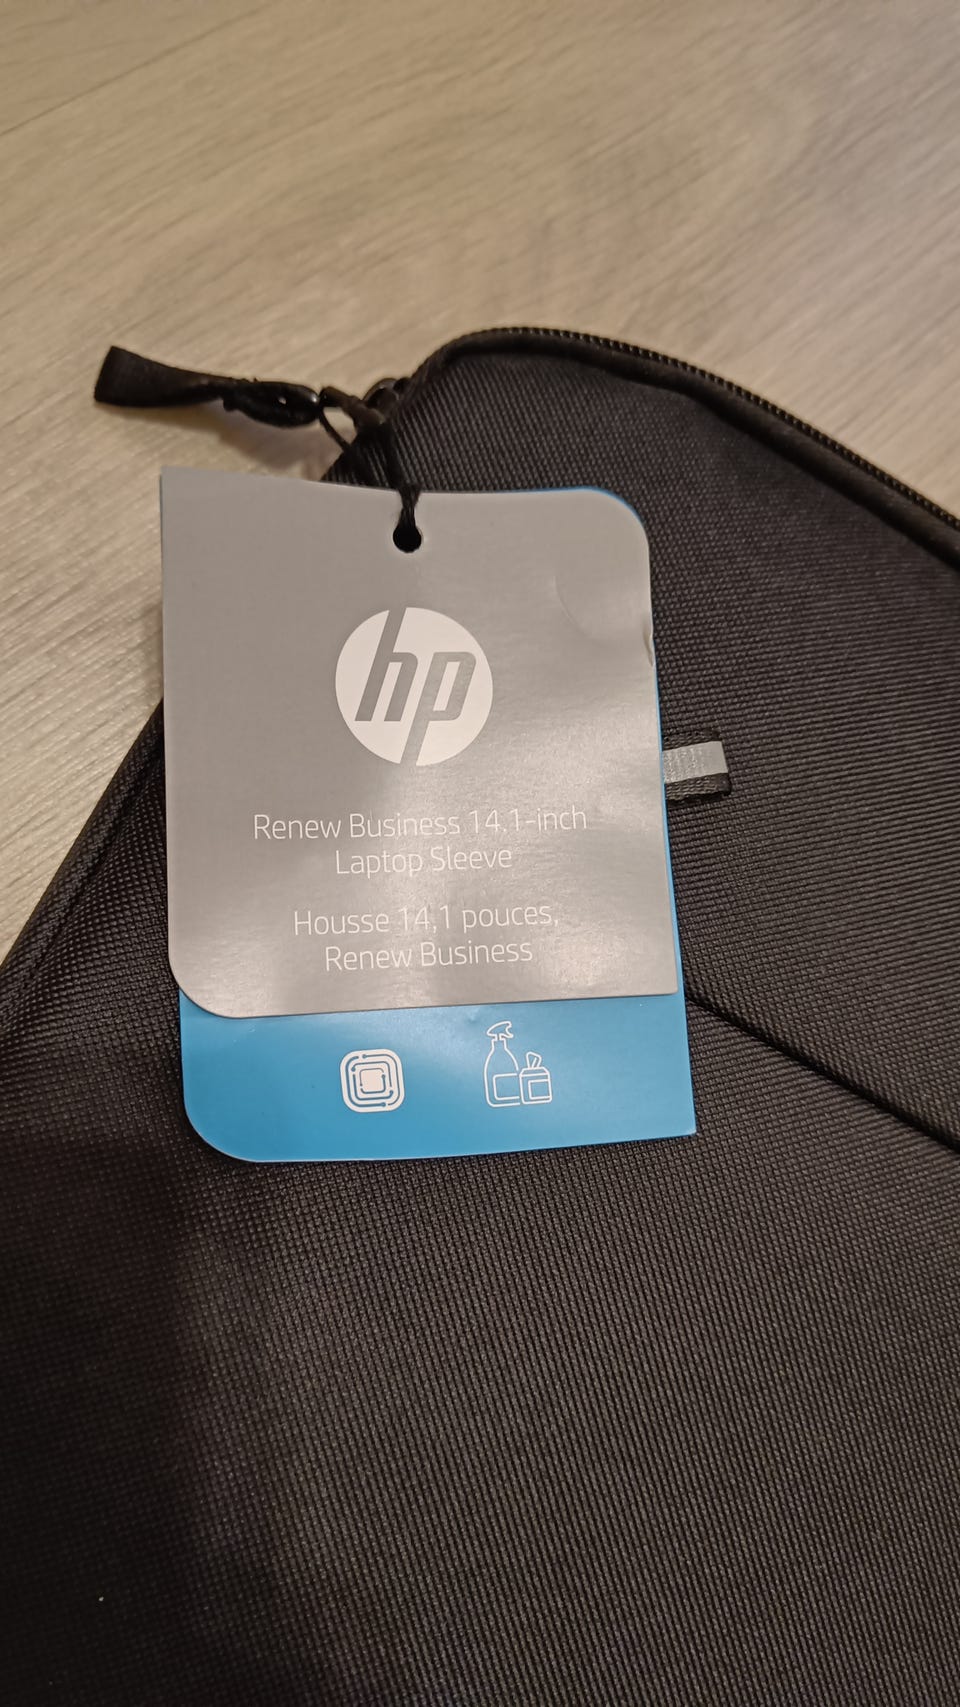 hp
Renew Business 14.1-inch
Laptop Sleeve
Housse 14,1 pouces,
Renew Business